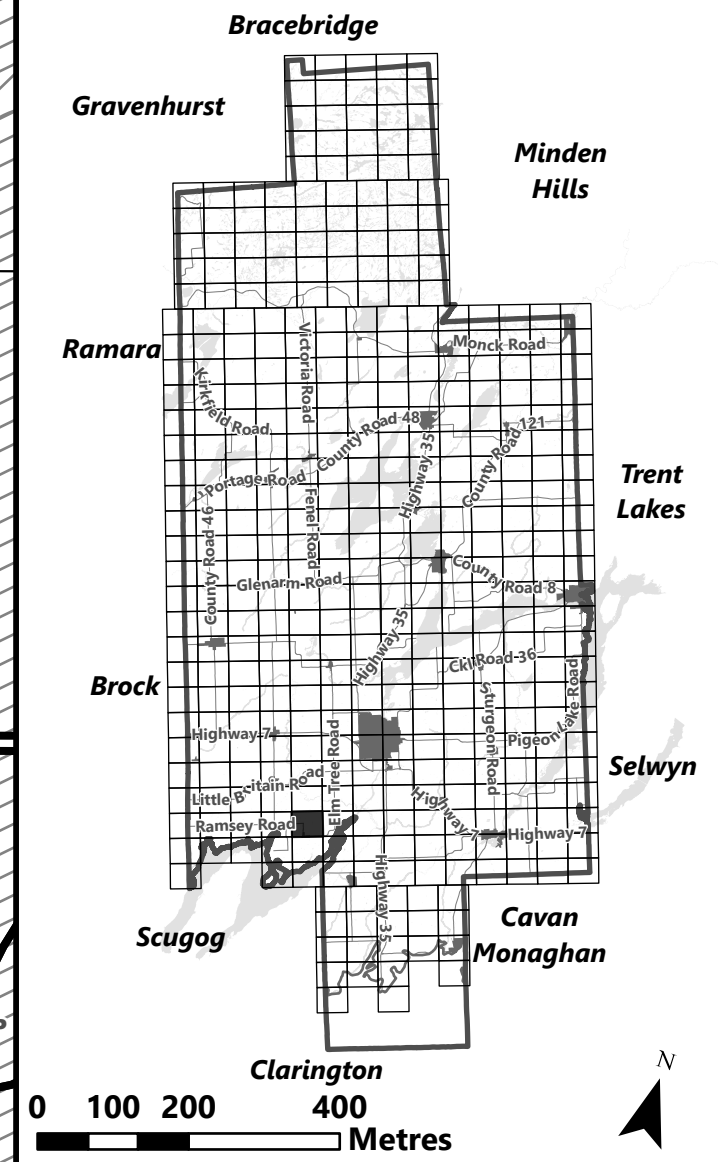 Bracebridge
Gravenhurst
Minden
Hills
Ramara
Monck Road
Victoria Road
Kirkfield Road
County Road 48
121
County Road
Highway 35
Portage Road
Trent
Lakes
Fenel Road
County Road 46
Glenarm Road
County Road 8
Highway 35
Ckl Road 36
Brock
Sturgeon Road
Pigeon Lake Road
Highway 7
Elm Tree Road
Selwyn
Little Britain Road
Highway 7
Ramsey Road
Highway 7
Highway 35
Scugog
Cavan
Monaghan
Clarington
N
0 100 200 400
Metres